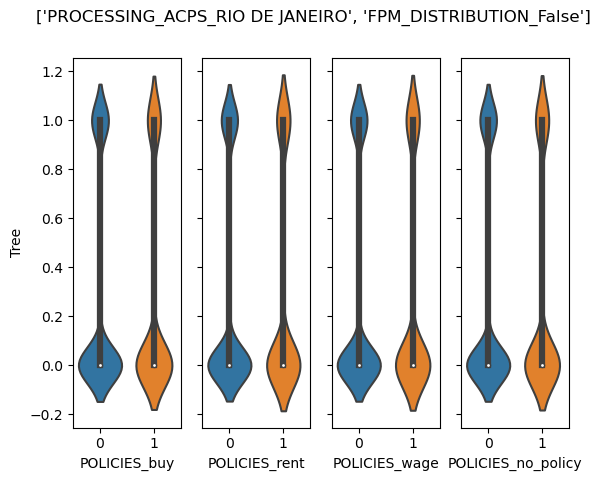 ['PROCESSING_ACPS_RIO DE JANEIRO', 'FPM_DISTRIBUTION_False']
1.2
1.0
0.8
0.6
0.4
0.2
0.0
−0.2
Tree
0 1 0 1 0 1 0 1
POLICIES_buy POLICIES_rent POLICIES_wage POLICIES_no_policy